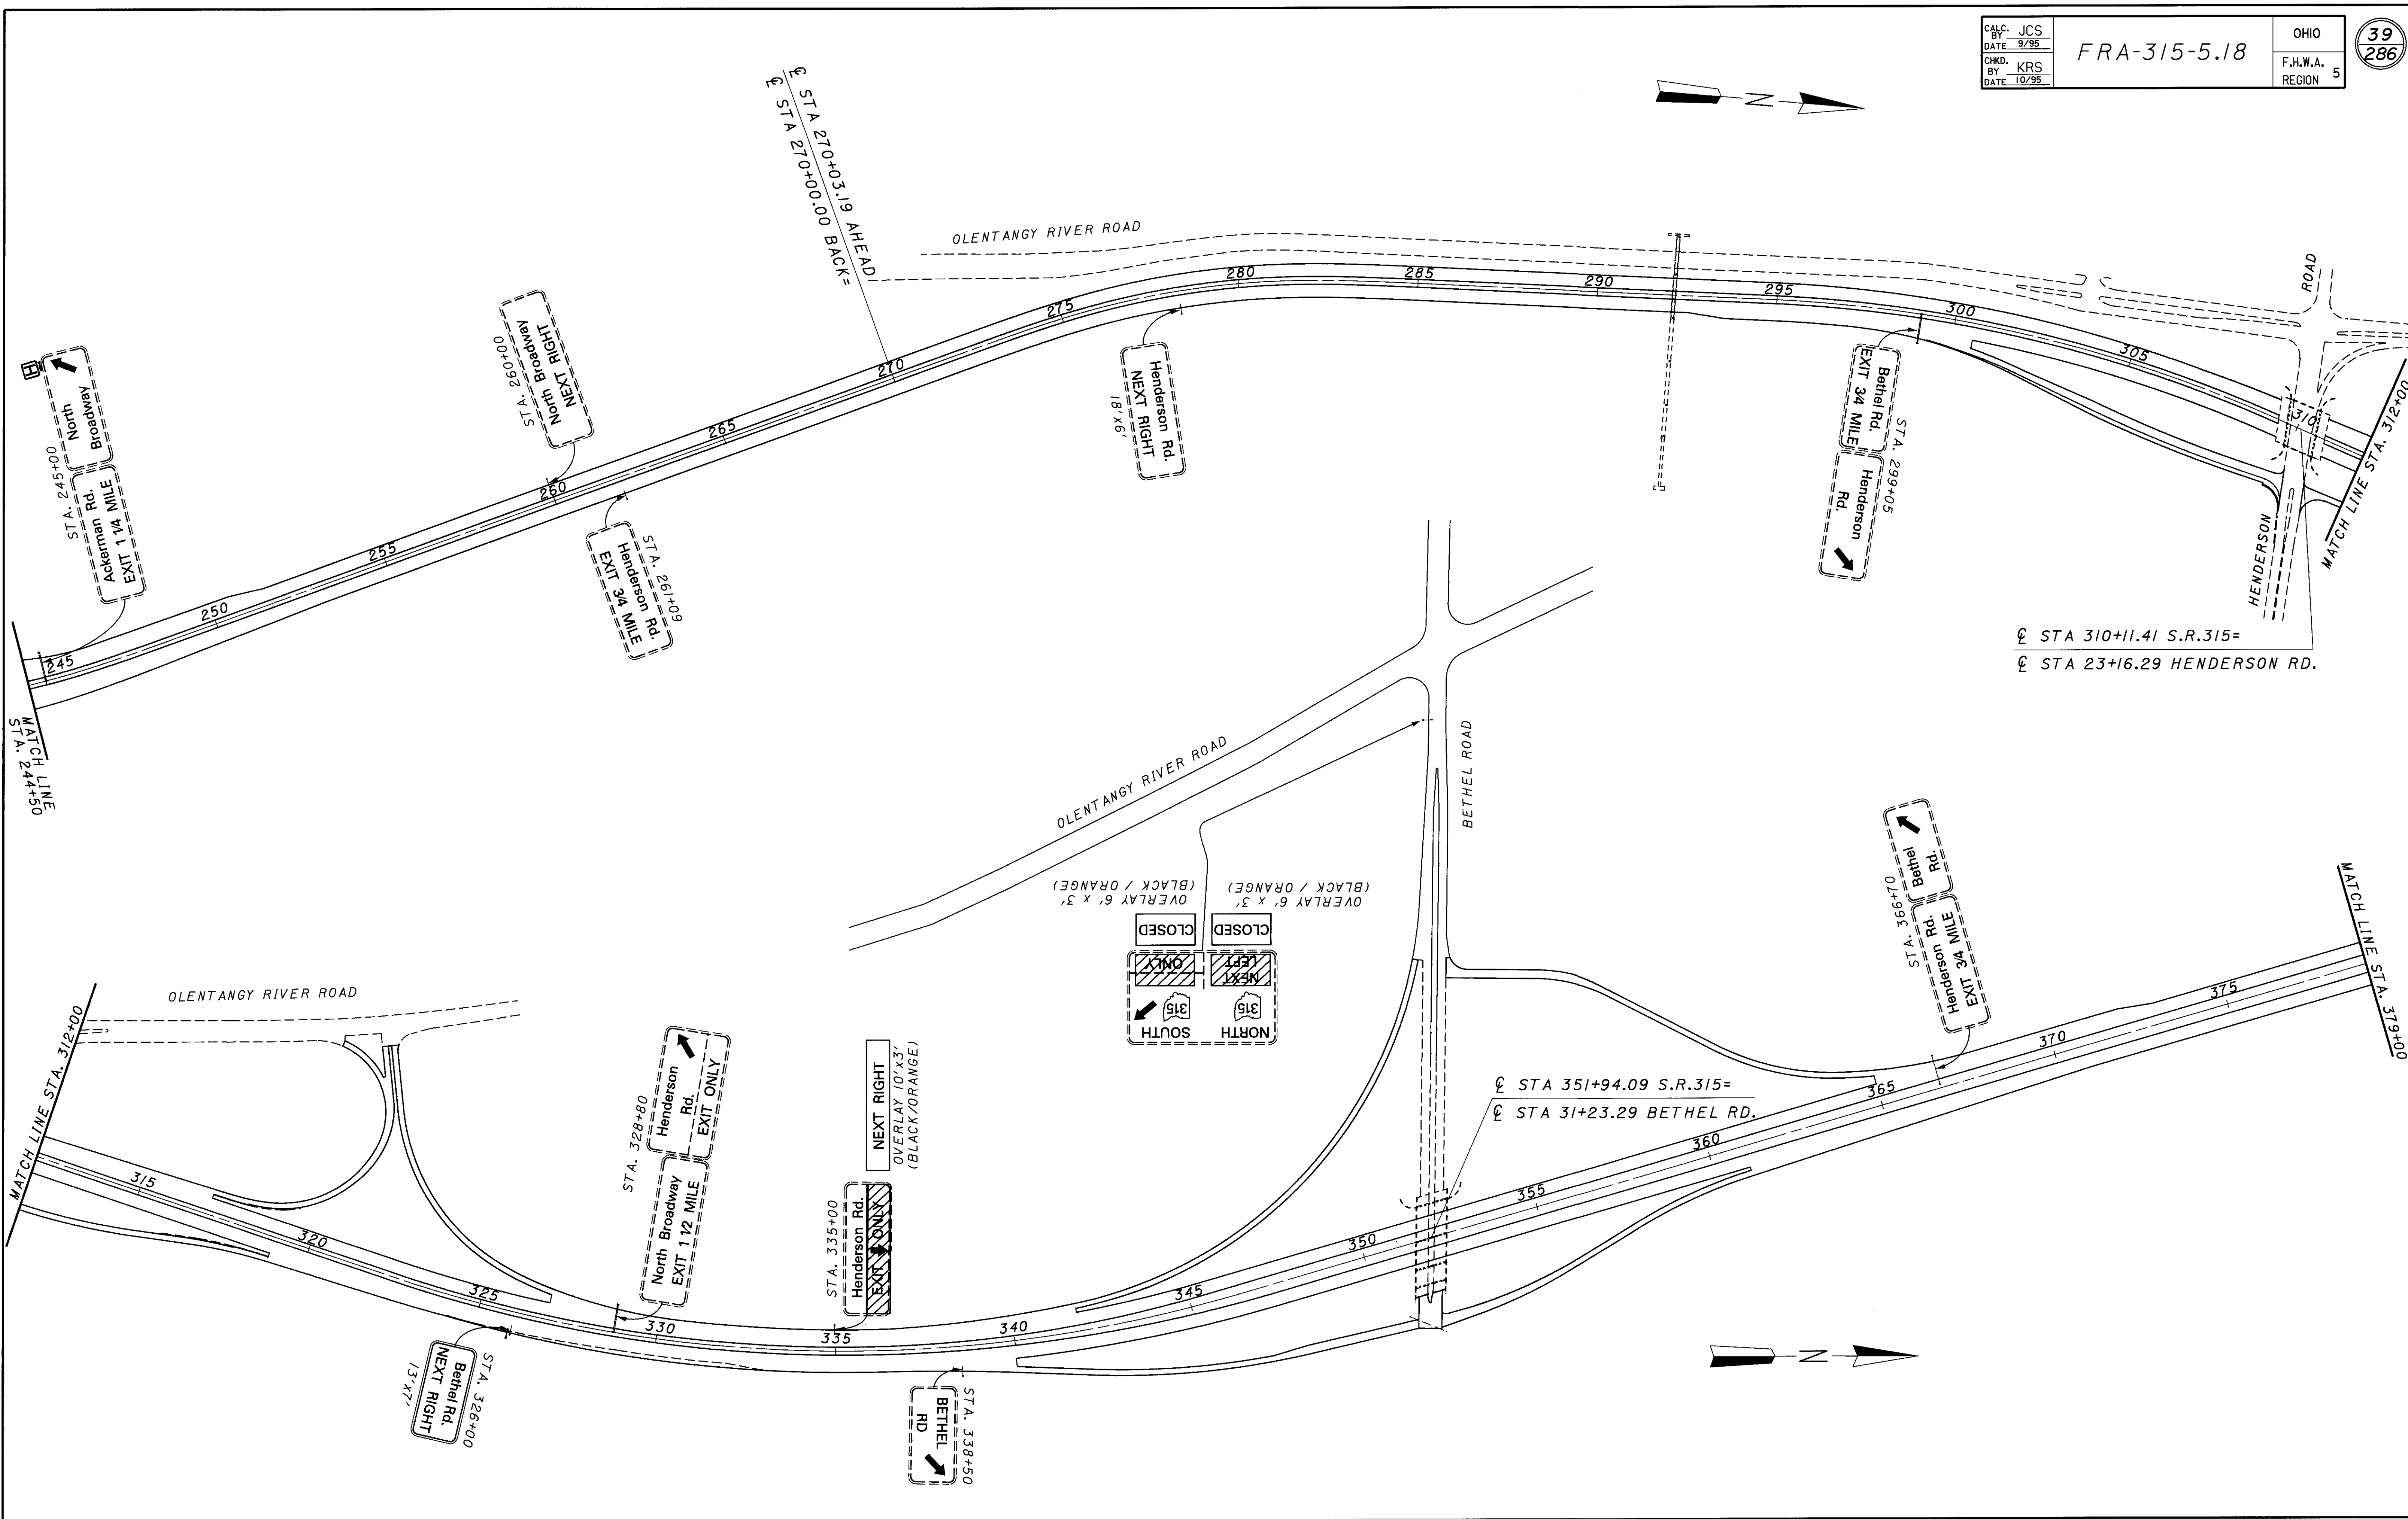 CALC. BY JCS
DATE 9/95
CHKD. BY KRS
DATE 10/95
FRA-315-5.18
OHIO
F.H.W.A. REGION 5
39
286
N
℄ STA 270+03.19 AHEAD
℄ STA 270+00.00 BACK=
OLENTANGY RIVER ROAD
ROAD
HENDERSON
H
North
Broadway
Ackerman Rd.
EXIT 1 1/4 MILE
STA. 245+00
North Broadway
NEXT RIGHT
STA. 260+00
STA. 261+09
Henderson Rd.
EXIT 3/4 MILE
Henderson Rd.
NEXT RIGHT
18'x6'
Bethel Rd.
EXIT 3/4 MILE
Henderson
Rd.
STA. 299+05
245
250
255
260
265
270
275
280
285
290
295
300
305
310
MATCH LINE
STA. 244+50
MATCH LINE STA. 312+00
℄ STA 310+11.41 S.R.315=
℄ STA 23+16.29 HENDERSON RD.
OLENTANGY RIVER ROAD
BETHEL ROAD
OVERLAY 6' x 3'
(BLACK / ORANGE)
OVERLAY 6' x 3'
(BLACK / ORANGE)
CLOSED
CLOSED
NORTH
315
NEXT
LEFT
SOUTH
315
ONLY
Bethel
Rd.
Henderson Rd.
EXIT 3/4 MILE
STA. 366+70
MATCH LINE STA. 379+00
MATCH LINE STA. 312+00
OLENTANGY RIVER ROAD
STA. 328+80
Henderson
Rd.
EXIT ONLY
North Broadway
EXIT 1 1/2 MILE
NEXT RIGHT
OVERLAY 10'x3'
(BLACK/ORANGE)
STA. 335+00
Henderson Rd.
EXIT ONLY
℄ STA 351+94.09 S.R.315=
℄ STA 31+23.29 BETHEL RD.
315
320
325
330
335
340
345
350
355
360
365
370
375
STA. 326+00
Bethel Rd.
NEXT RIGHT
13'x7'
STA. 338+50
BETHEL
RD
N